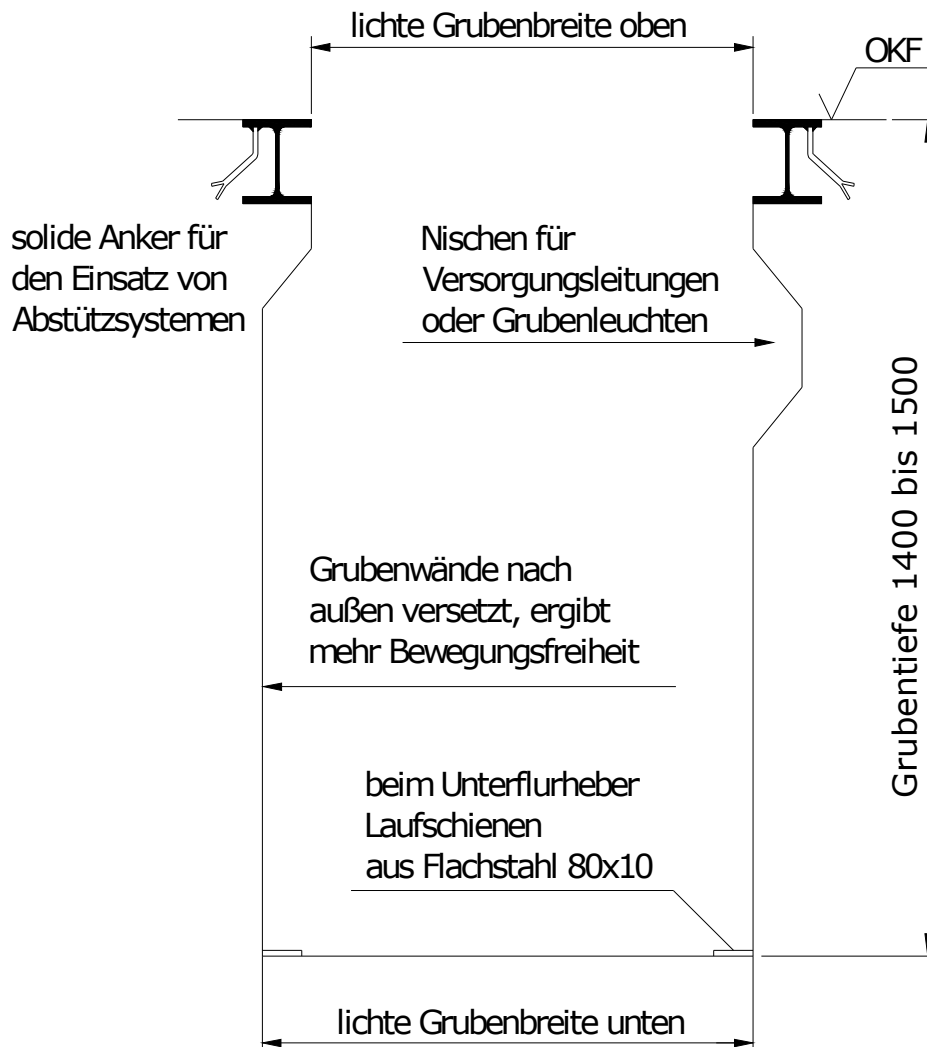 lichte Grubenbreite oben
OKF
solide Anker für
den Einsatz von
Abstützsystemen
Nischen für
Versorgungsleitungen
oder Grubenleuchten
Grubentiefe 1400 bis 1500
Grubenwände nach
außen versetzt, ergibt
mehr Bewegungsfreiheit
beim Unterflurheber
Laufschienen
aus Flachstahl 80x10
lichte Grubenbreite unten